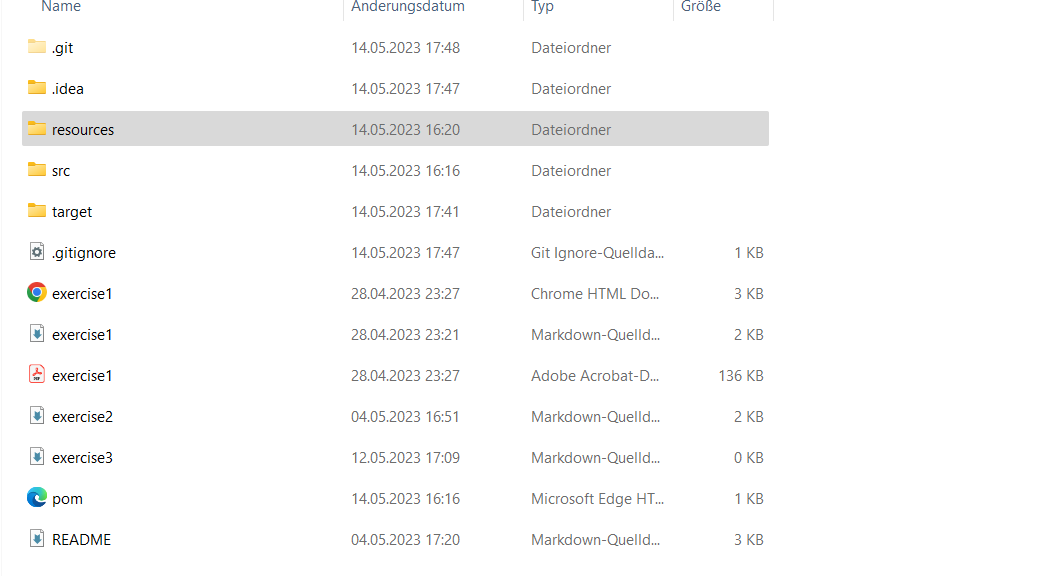 Name Änderungsdatum Typ Größe
.git 14.05.2023 17:48 Dateiordner
.idea 14.05.2023 17:47 Dateiordner
resources 14.05.2023 16:20 Dateiordner
src 14.05.2023 16:16 Dateiordner
target 14.05.2023 17:41 Dateiordner
.gitignore 14.05.2023 17:47 Git Ignore-Quellda... 1 KB
exercise1 28.04.2023 23:27 Chrome HTML Do... 3 KB
exercise1 28.04.2023 23:21 Markdown-Quelld... 2 KB
exercise1 28.04.2023 23:27 Adobe Acrobat-D... 136 KB
exercise2 04.05.2023 16:51 Markdown-Quelld... 2 KB
exercise3 12.05.2023 17:09 Markdown-Quelld... 0 KB
pom 14.05.2023 16:16 Microsoft Edge HT... 1 KB
README 04.05.2023 17:20 Markdown-Quelld... 3 KB